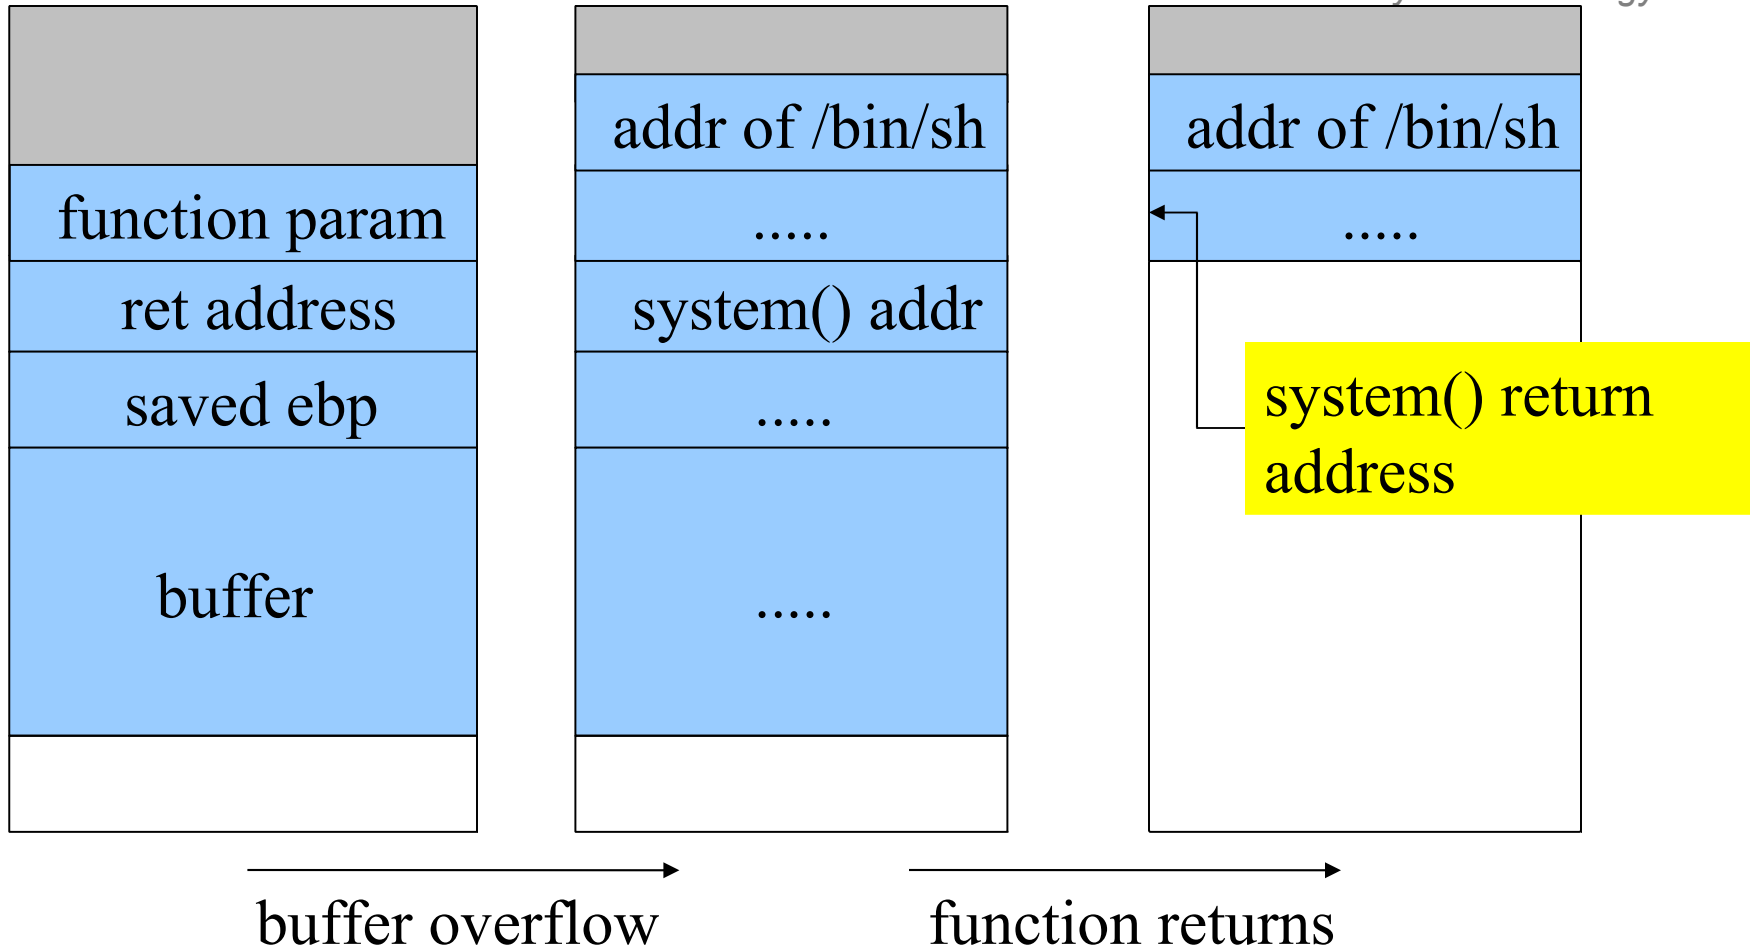 function param
ret address
saved ebp
buffer
addr of /bin/sh
.....
system() addr
.....
.....
addr of /bin/sh
.....
system() return
address
buffer overflow
function returns